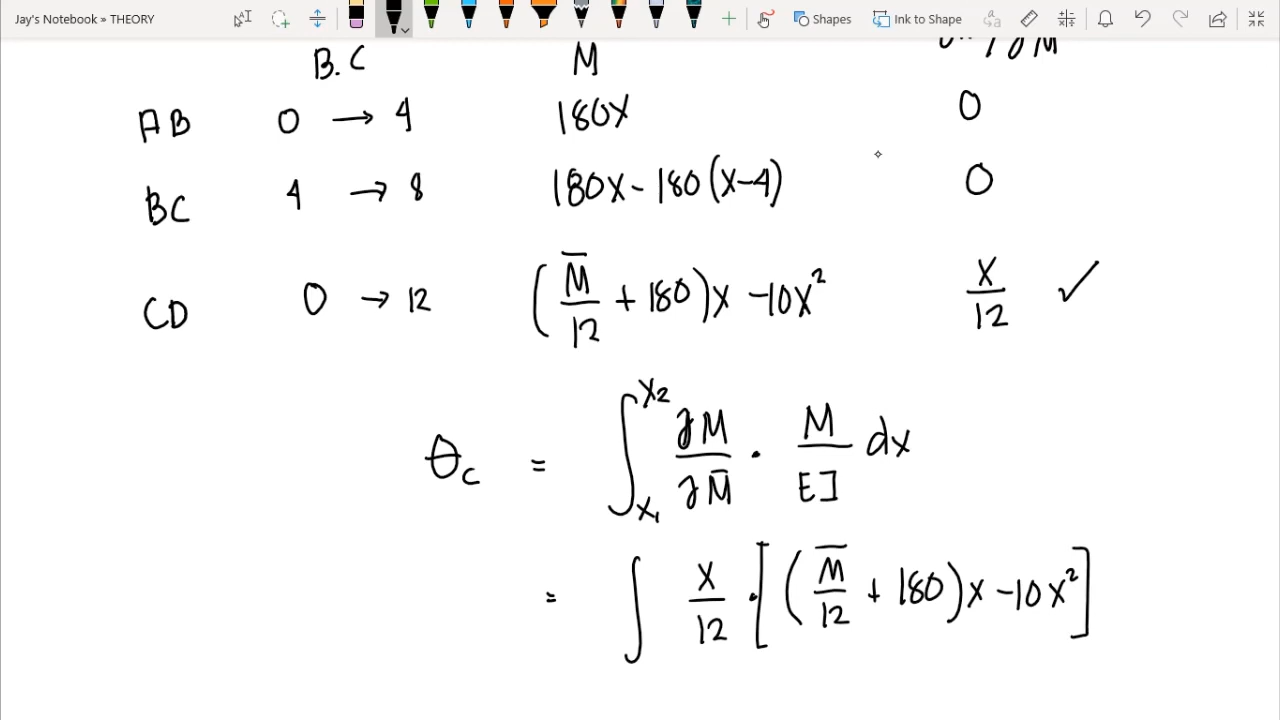 Jay's Notebook » THEORY
Shapes
Ink to Shape
B.C M
AB 0 → 4 180X 0
BC 4 → 8 180X - 180(X-4) 0
CD 0 → 12 (M̅/12 + 180)X - 10X² X/12 ✓
θc = ∫_{X₁}^{X₂} ∂M/∂M̅ · M/EI dx
= ∫ X/12 · [(M̅/12 + 180)X - 10X²]